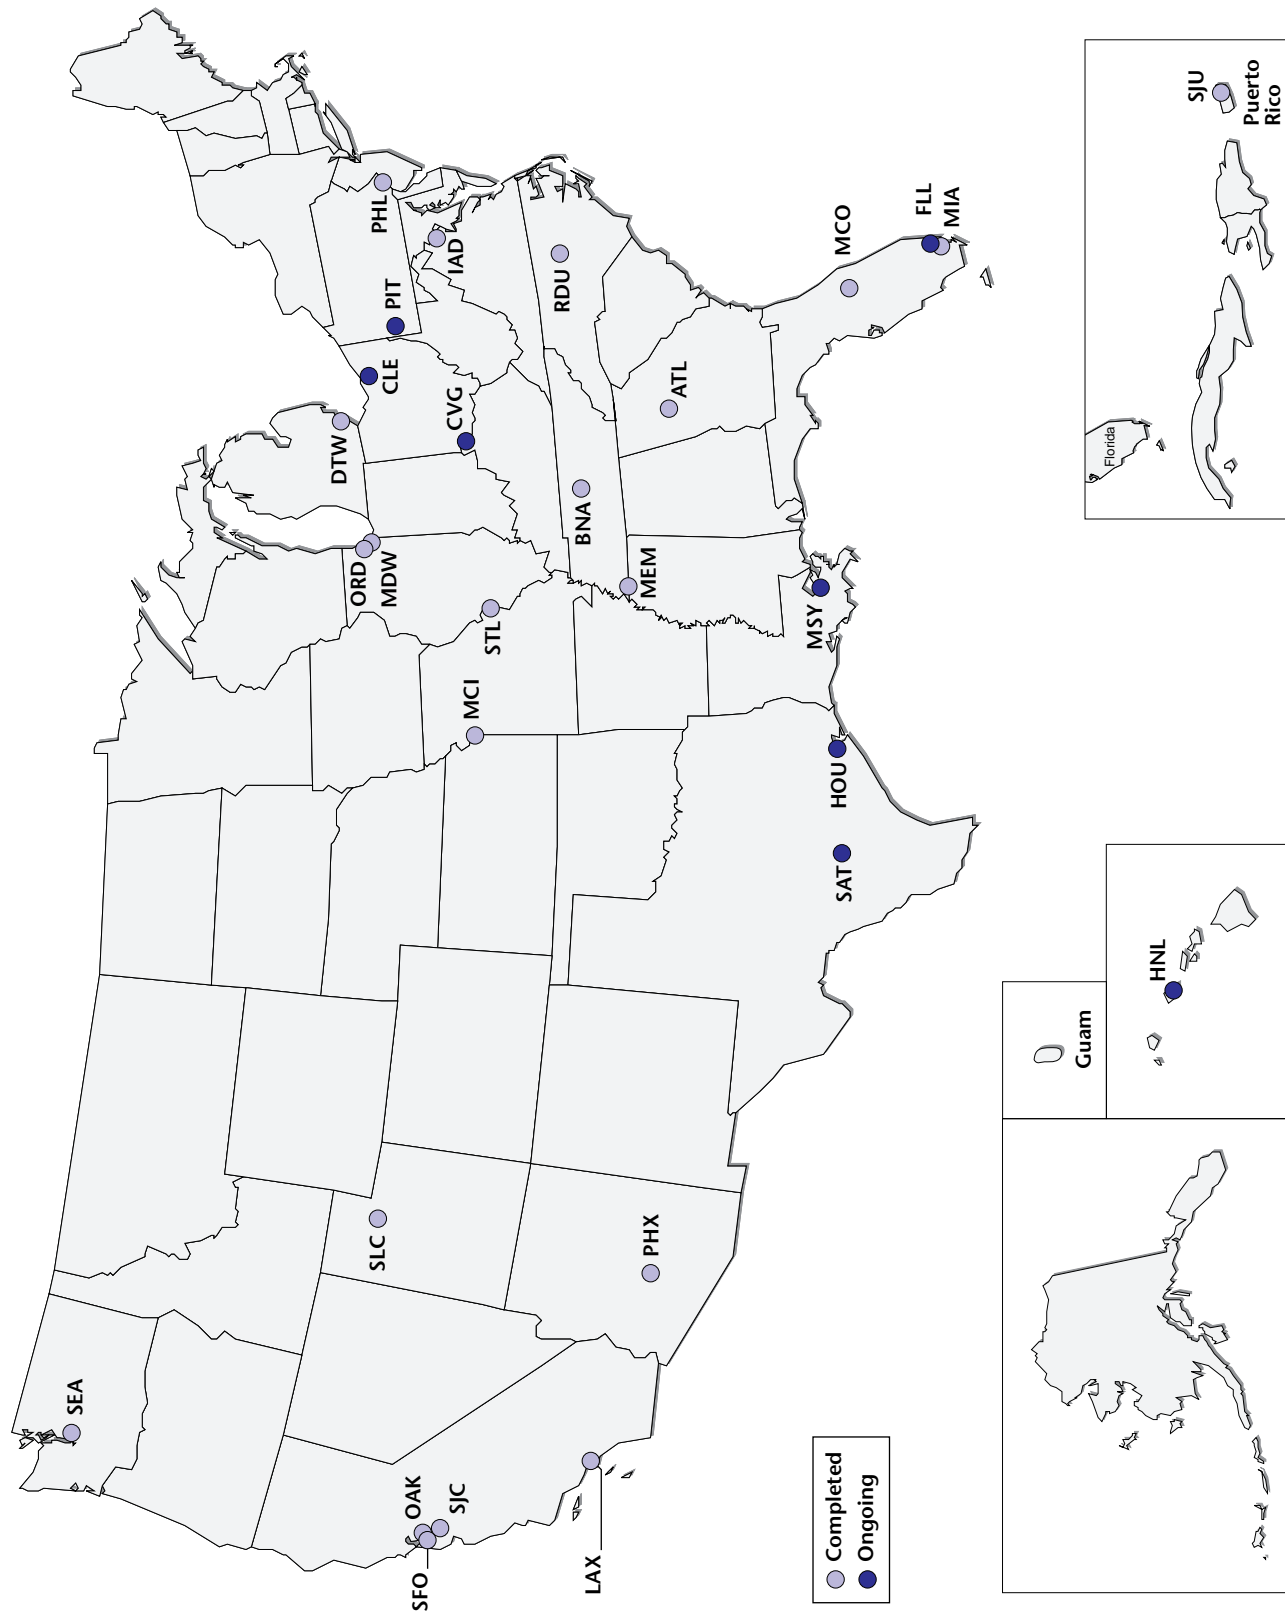 SEA
SFO
OAK
SJC
LAX
SLC
PHX
MCI
STL
ORD
MDW
DTW
CLE
PIT
PHL
IAD
CVG
RDU
BNA
MEM
ATL
MCO
FLL
MIA
MSY
HOU
SAT
Completed
Ongoing
Guam
HNL
Florida
SJU
Puerto
Rico